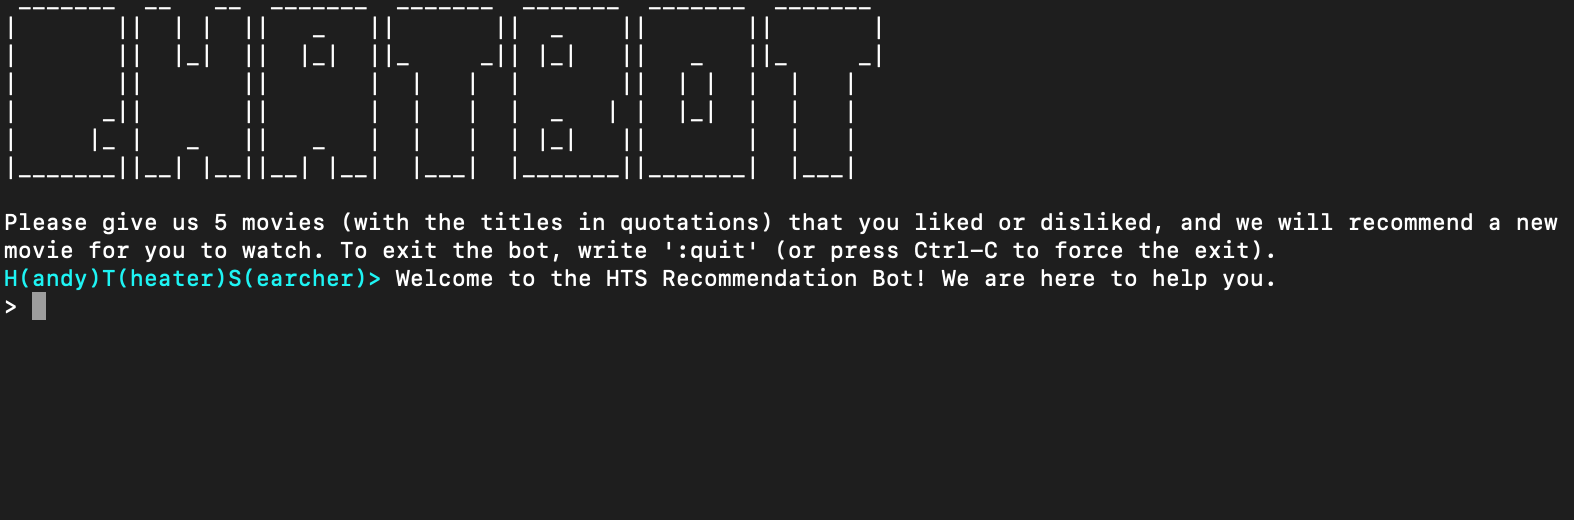 CHATBOT
Please give us 5 movies (with the titles in quotations) that you liked or disliked, and we will recommend a new
movie for you to watch. To exit the bot, write ':quit' (or press Ctrl-C to force the exit).
H(andy)T(heater)S(earcher)> Welcome to the HTS Recommendation Bot! We are here to help you.
>